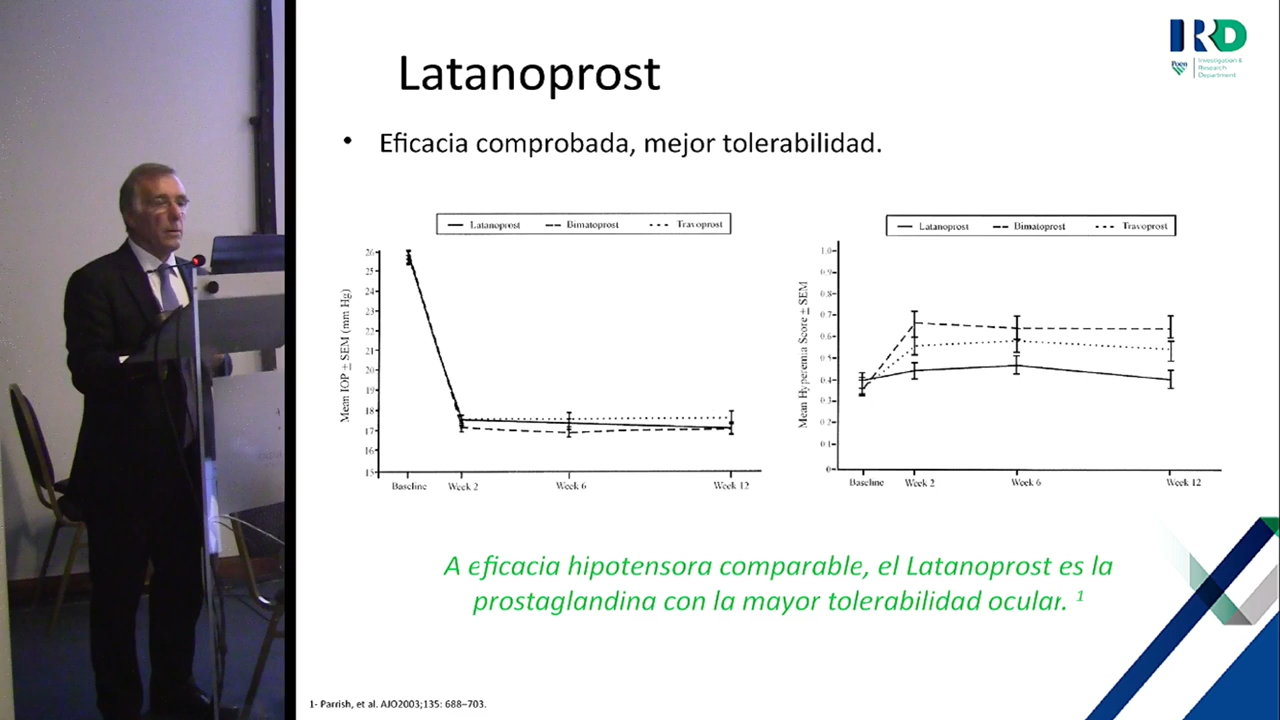 IRD
Poen
Investigation &
Research
Department
Latanoprost
• Eficacia comprobada, mejor tolerabilidad.
Latanoprost Bimatoprost Travoprost
Mean IOP ± SEM (mm Hg)
26
25
24
23
22
21
20
19
18
17
16
15
Baseline Week 2 Week 6 Week 12
Latanoprost Bimatoprost Travoprost
Mean Hyperemia Score ± SEM
1.0
0.9
0.8
0.7
0.6
0.5
0.4
0.3
0.2
0.1
0
Baseline Week 2 Week 6 Week 12
A eficacia hipotensora comparable, el Latanoprost es la
prostaglandina con la mayor tolerabilidad ocular. 1
1- Parrish, et al. AJO2003;135: 688–703.